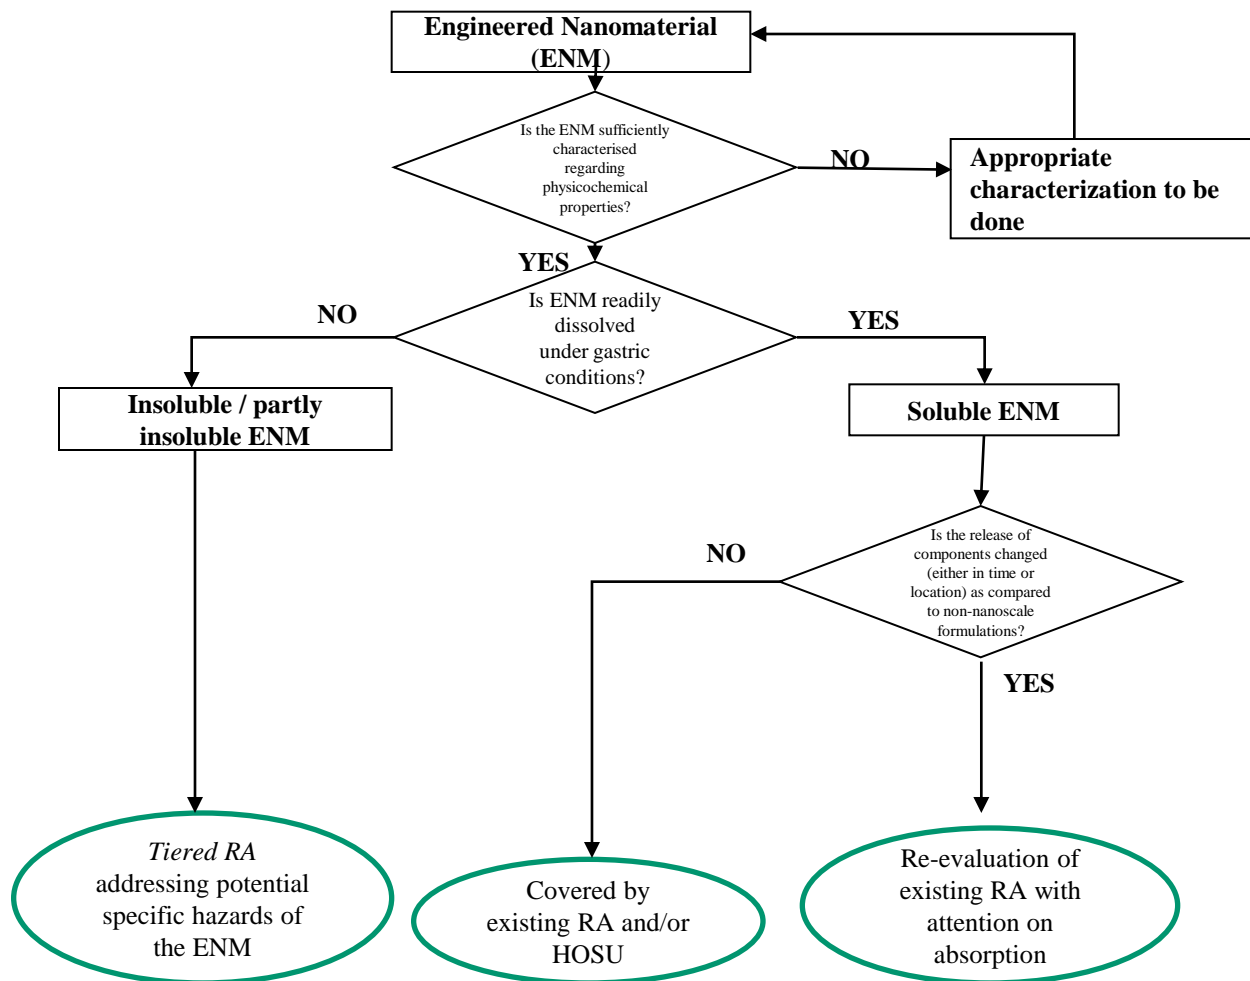 Engineered Nanomaterial
(ENM)
Is the ENM sufficiently
characterised
regarding
physicochemical
properties?
NO
Appropriate
characterization to be
done
YES
Is ENM readily
dissolved
under gastric
conditions?
NO
YES
Insoluble / partly
insoluble ENM
Soluble ENM
Is the release of
components changed
(either in time or
location) as compared
to non-nanoscale
formulations?
NO
YES
Tiered RA
addressing potential
specific hazards of
the ENM
Covered by
existing RA and/or
HOSU
Re-evaluation of
existing RA with
attention on
absorption